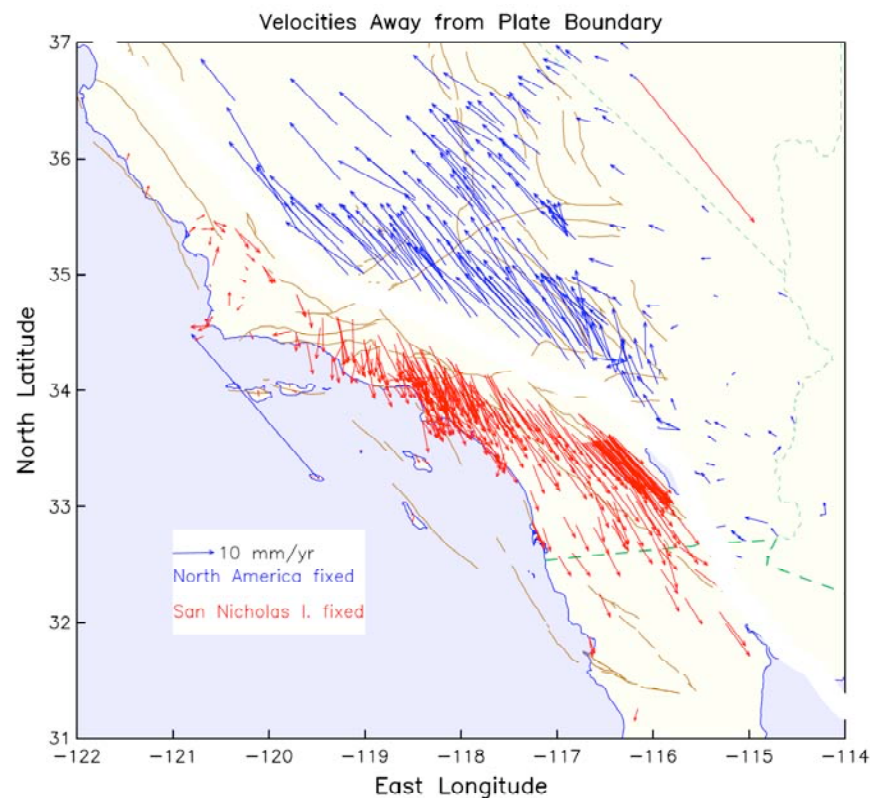 Velocities Away from Plate Boundary
37
36
35
34
33
32
31
North Latitude
10 mm/yr
North America fixed
San Nicholas I. fixed
-122 -121 -120 -119 -118 -117 -116 -115 -114
East Longitude